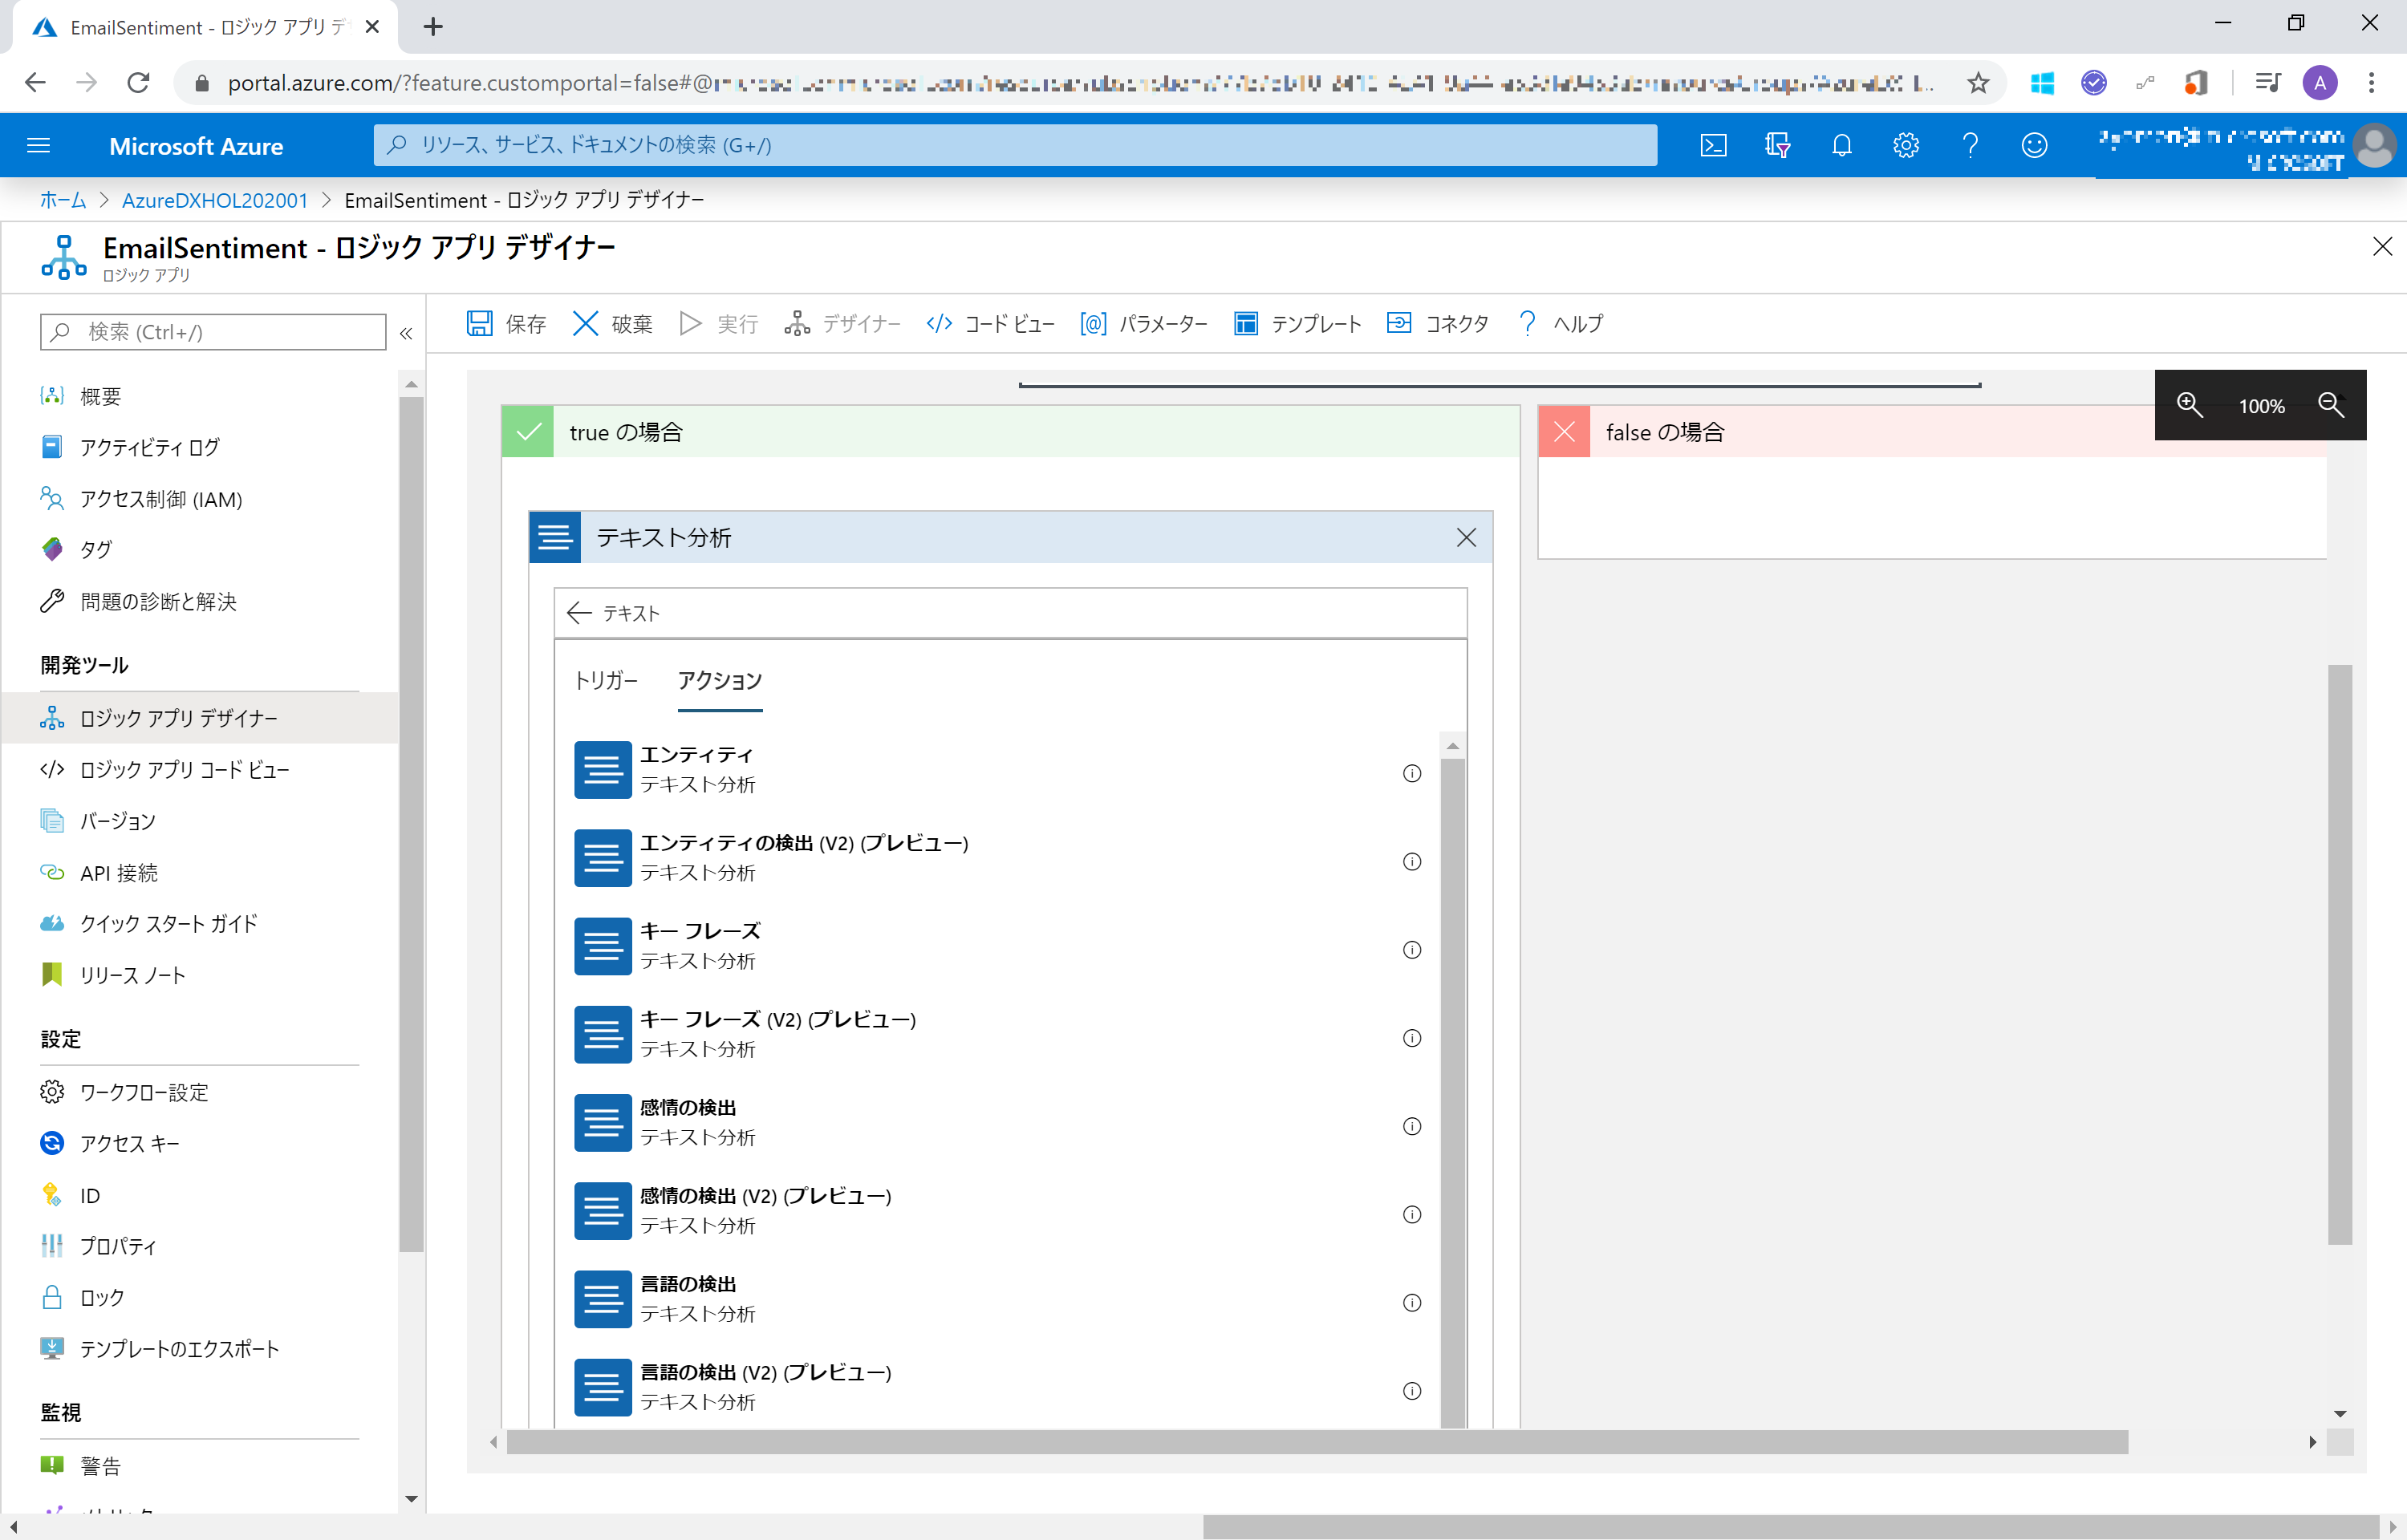 EmailSentiment - ロジック アプリ デ
portal.azure.com/?feature.customportal=false#@
A
Microsoft Azure
リソース、サービス、ドキュメントの検索 (G+/)
ホーム > AzureDXHOL202001 > EmailSentiment - ロジック アプリ デザイナー
EmailSentiment - ロジック アプリ デザイナー
ロジック アプリ
検索 (Ctrl+/)
保存
破棄
実行
デザイナー
コード ビュー
パラメーター
テンプレート
コネクタ
ヘルプ
概要
アクティビティ ログ
アクセス制御 (IAM)
タグ
問題の診断と解決
開発ツール
ロジック アプリ デザイナー
ロジック アプリ コード ビュー
バージョン
API 接続
クイック スタート ガイド
リリース ノート
設定
ワークフロー設定
アクセス キー
ID
プロパティ
ロック
テンプレートのエクスポート
監視
警告
true の場合
false の場合
100%
テキスト分析
テキスト
トリガー
アクション
エンティティ
テキスト分析
エンティティの検出 (V2) (プレビュー)
テキスト分析
キー フレーズ
テキスト分析
キー フレーズ (V2) (プレビュー)
テキスト分析
感情の検出
テキスト分析
感情の検出 (V2) (プレビュー)
テキスト分析
言語の検出
テキスト分析
言語の検出 (V2) (プレビュー)
テキスト分析